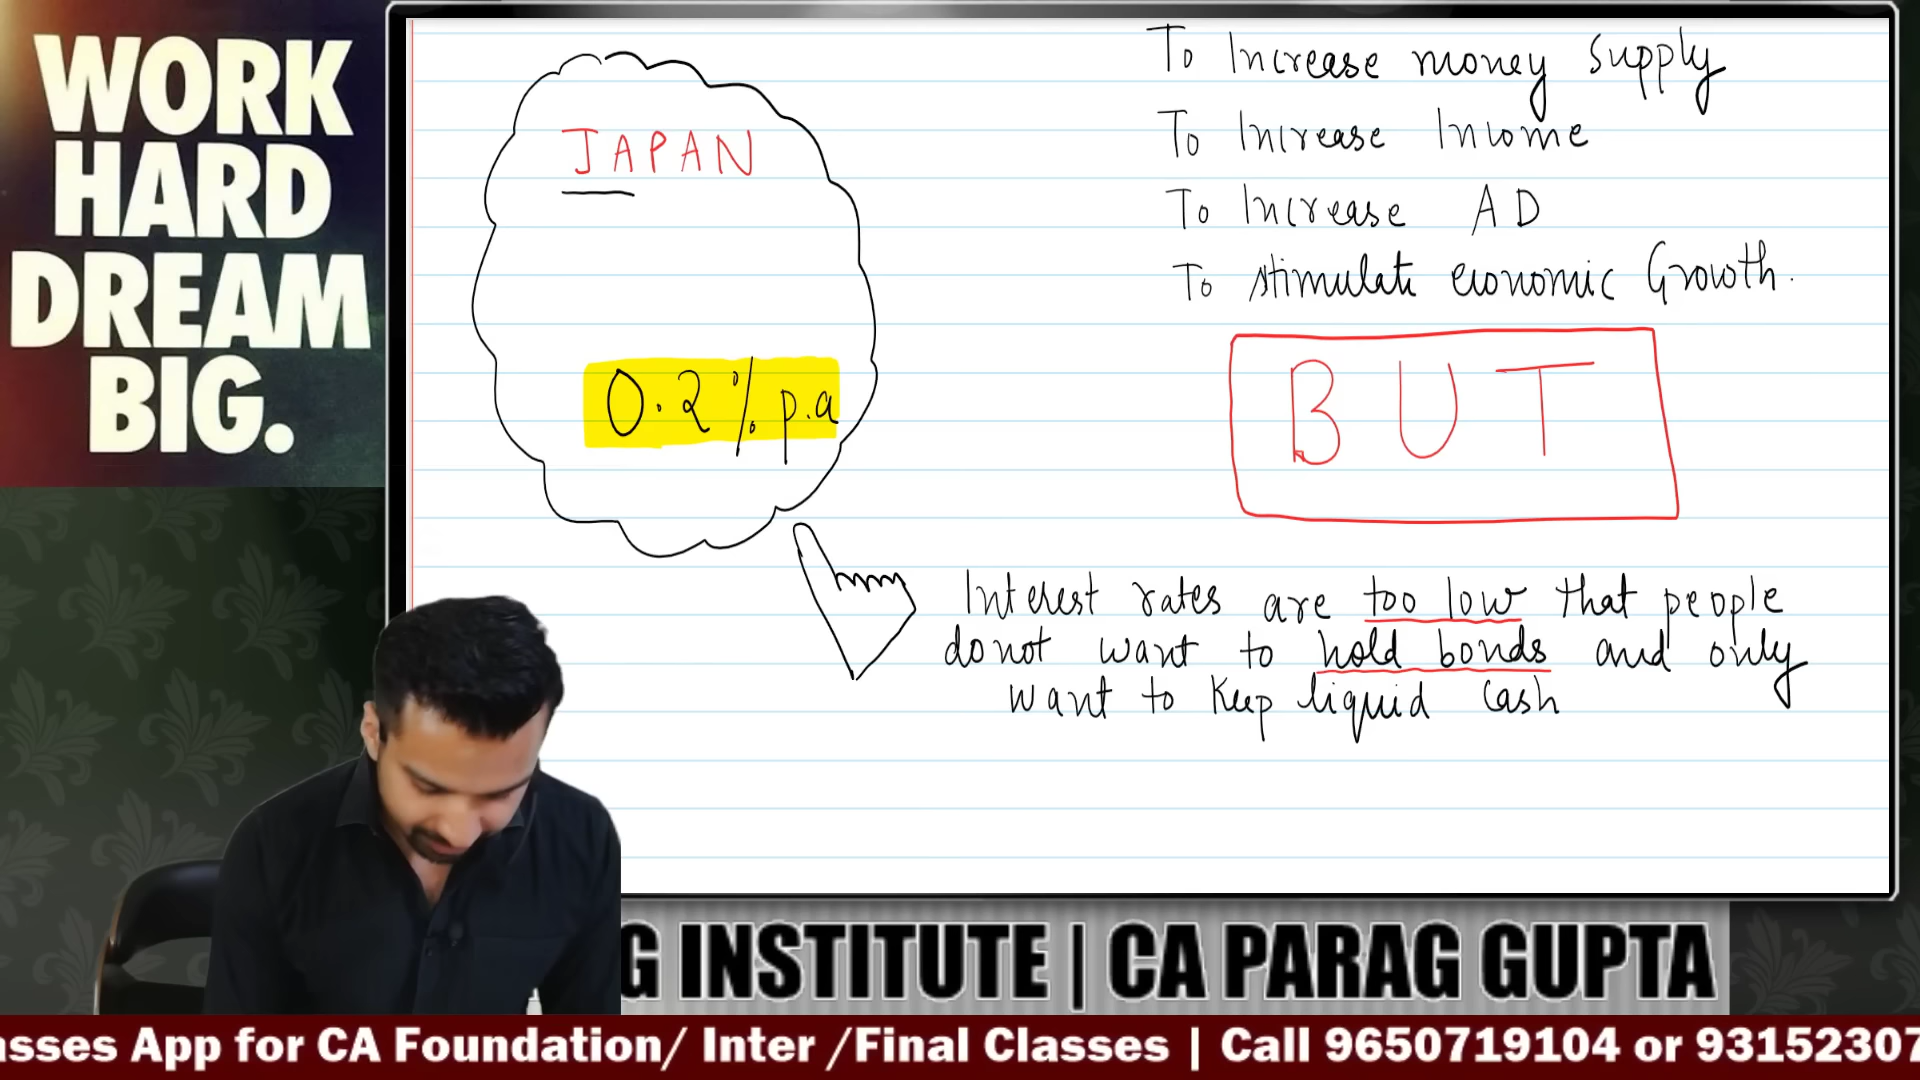 WORK
HARD
DREAM
BIG.
JAPAN
0.2% p.a
To Increase money supply
To Increase Income
To Increase AD
To stimulate economic Growth.
BUT
Interest rates are too low that people
do not want to hold bonds and only
want to keep liquid cash
G INSTITUTE | CA PARAG GUPTA
asses App for CA Foundation/ Inter /Final Classes | Call 9650719104 or 93152307